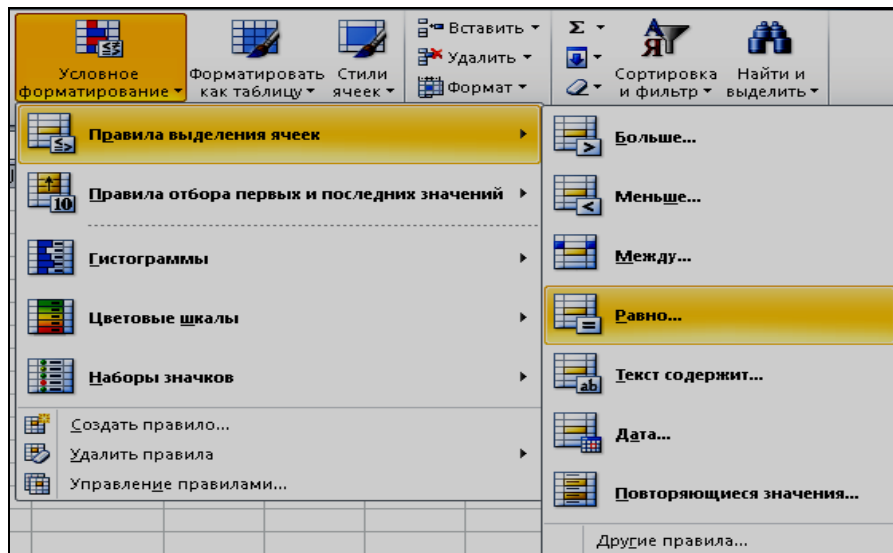 Условное форматирование
Форматировать как таблицу
Стили ячеек
Вставить
Удалить
Формат
Σ
Сортировка и фильтр
Найти и выделить
Правила выделения ячеек
Правила отбора первых и последних значений
Гистограммы
Цветовые шкалы
Наборы значков
Создать правило...
Удалить правила
Управление правилами...
Больше...
Меньше...
Между...
Равно...
Текст содержит...
Дата...
Повторяющиеся значения...
Другие правила...